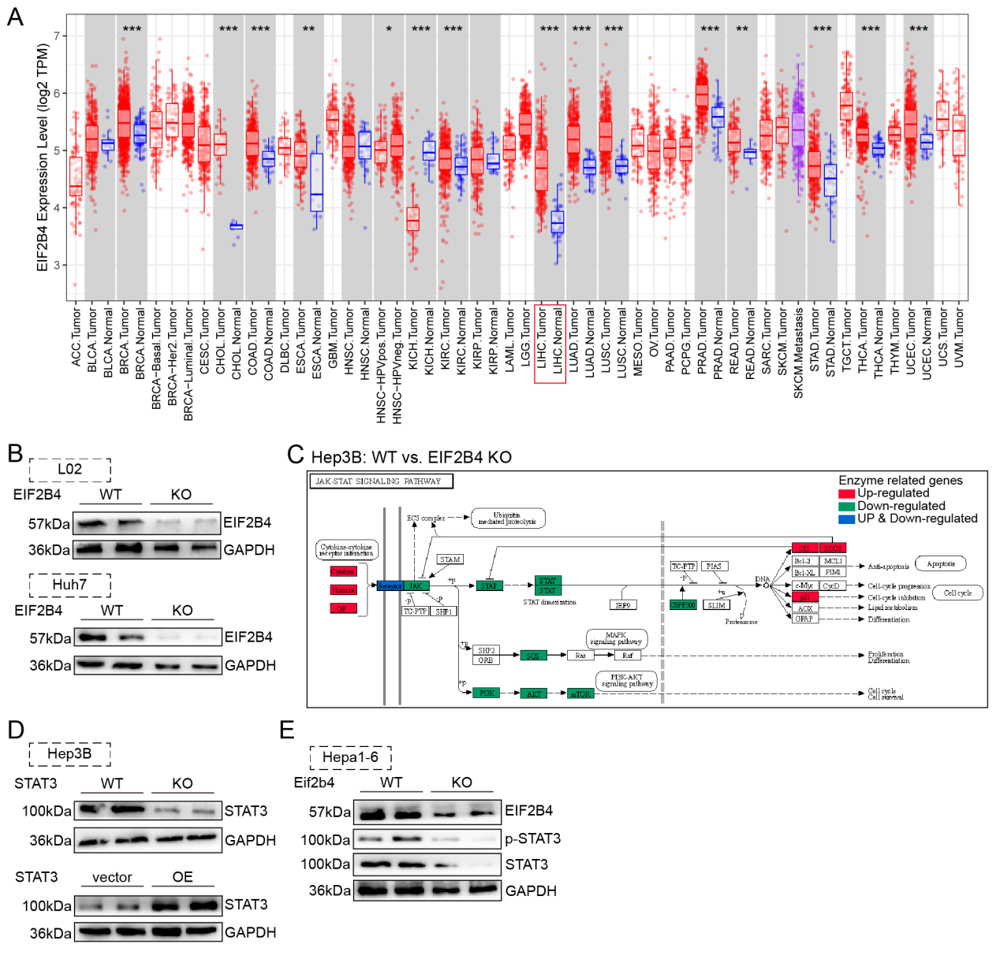 A
EIF2B4 Expression Level (log2 TPM)
7
6
5
4
3
*** *** *** ** * *** *** *** *** *** *** ** *** *** ***
ACC.Tumor
BLCA.Tumor
BLCA.Normal
BRCA.Tumor
BRCA.Normal
BRCA-Basal.Tumor
BRCA-Her2.Tumor
BRCA-Luminal.Tumor
CESC.Tumor
CHOL.Tumor
CHOL.Normal
COAD.Tumor
COAD.Normal
DLBC.Tumor
ESCA.Tumor
ESCA.Normal
GBM.Tumor
HNSC.Tumor
HNSC.Normal
HNSC-HPVpos.Tumor
HNSC-HPVneg.Tumor
KICH.Tumor
KICH.Normal
KIRC.Tumor
KIRC.Normal
KIRP.Tumor
KIRP.Normal
LAML.Tumor
LGG.Tumor
LIHC.Tumor
LIHC.Normal
LUAD.Tumor
LUAD.Normal
LUSC.Tumor
LUSC.Normal
MESO.Tumor
OV.Tumor
PAAD.Tumor
PCPG.Tumor
PRAD.Tumor
PRAD.Normal
READ.Tumor
READ.Normal
SARC.Tumor
SKCM.Tumor
SKCM.Metastasis
STAD.Tumor
STAD.Normal
TGCT.Tumor
THCA.Tumor
THCA.Normal
THYM.Tumor
UCEC.Tumor
UCEC.Normal
UCS.Tumor
UVM.Tumor
B
L02
EIF2B4 WT KO
57kDa EIF2B4
36kDa GAPDH
Huh7
EIF2B4 WT KO
57kDa EIF2B4
36kDa GAPDH
C Hep3B: WT vs. EIF2B4 KO
JAK-STAT SIGNALING PATHWAY
Enzyme related genes
Up-regulated
Down-regulated
UP & Down-regulated
ECS complex
Ubiquitin
mediated proteolysis
Cytokine-cytokine
receptor interaction
Cytokine
Hormone
GF
Receptor
JAK
STAM
+p
-p
-p
TC-PTP
SHP1
STAT
STAT
STAT
STAT dimerization
IRF9
TC-PTP
PIAS
-p
+u
CBP/P300
SLIM
Proteasome
DNA
CIS
SOCS
Bcl-2
MCL1
Bcl-XL
PIM1
Anti-apoptosis
Apoptosis
c-Myc
CycD
Cell-cycle progression
p21
Cell-cycle inhibition
Cell cycle
AOX
Lipid metabolism
GFAP
Differentiation
+p
SHP2
GRB
SOS
Ras
Raf
MAPK
signaling pathway
Proliferation
Differentiation
+p
PI3K
AKT
mTOR
PI3K-AKT
signaling pathway
Cell cycle
Cell survival
D
Hep3B
STAT3 WT KO
100kDa STAT3
36kDa GAPDH
STAT3 vector OE
100kDa STAT3
36kDa GAPDH
E
Hepa1-6
Eif2b4 WT KO
57kDa EIF2B4
100kDa p-STAT3
100kDa STAT3
36kDa GAPDH